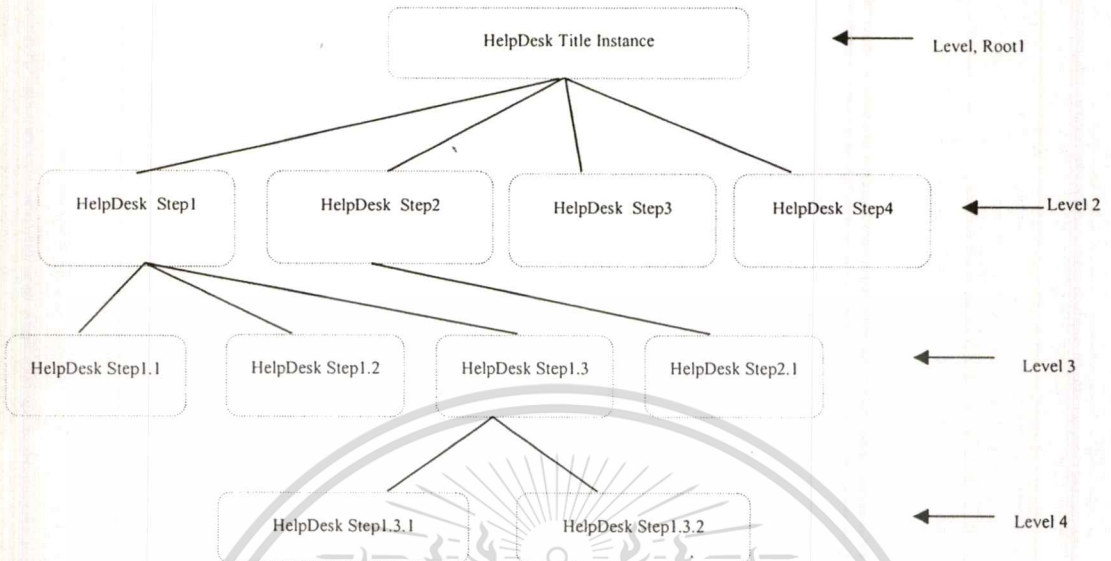 HelpDesk Title Instance
Level, Root1
HelpDesk Step1
HelpDesk Step2
HelpDesk Step3
HelpDesk Step4
Level 2
HelpDesk Step1.1
HelpDesk Step1.2
HelpDesk Step1.3
HelpDesk Step2.1
Level 3
HelpDesk Step1.3.1
HelpDesk Step1.3.2
Level 4